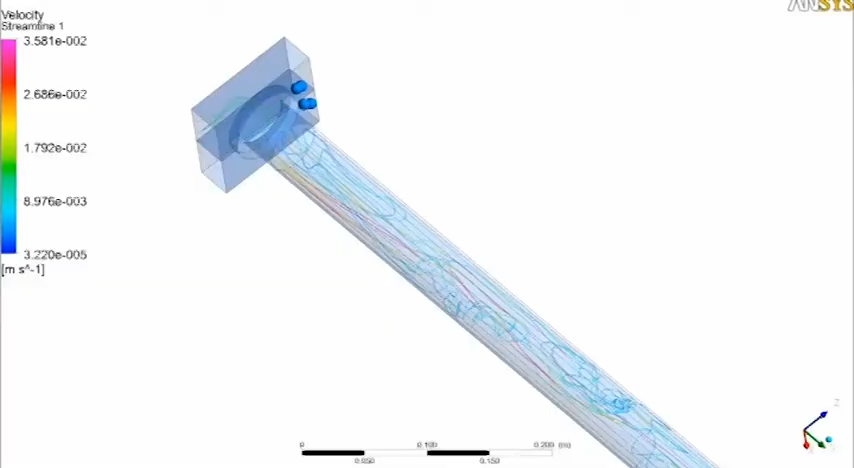 ANSYS
Velocity
Streamline 1
3.581e-002
2.686e-002
1.792e-002
8.976e-003
3.220e-005
[m s^-1]
0 0.100 0.200 (m)
0.050 0.150
Z